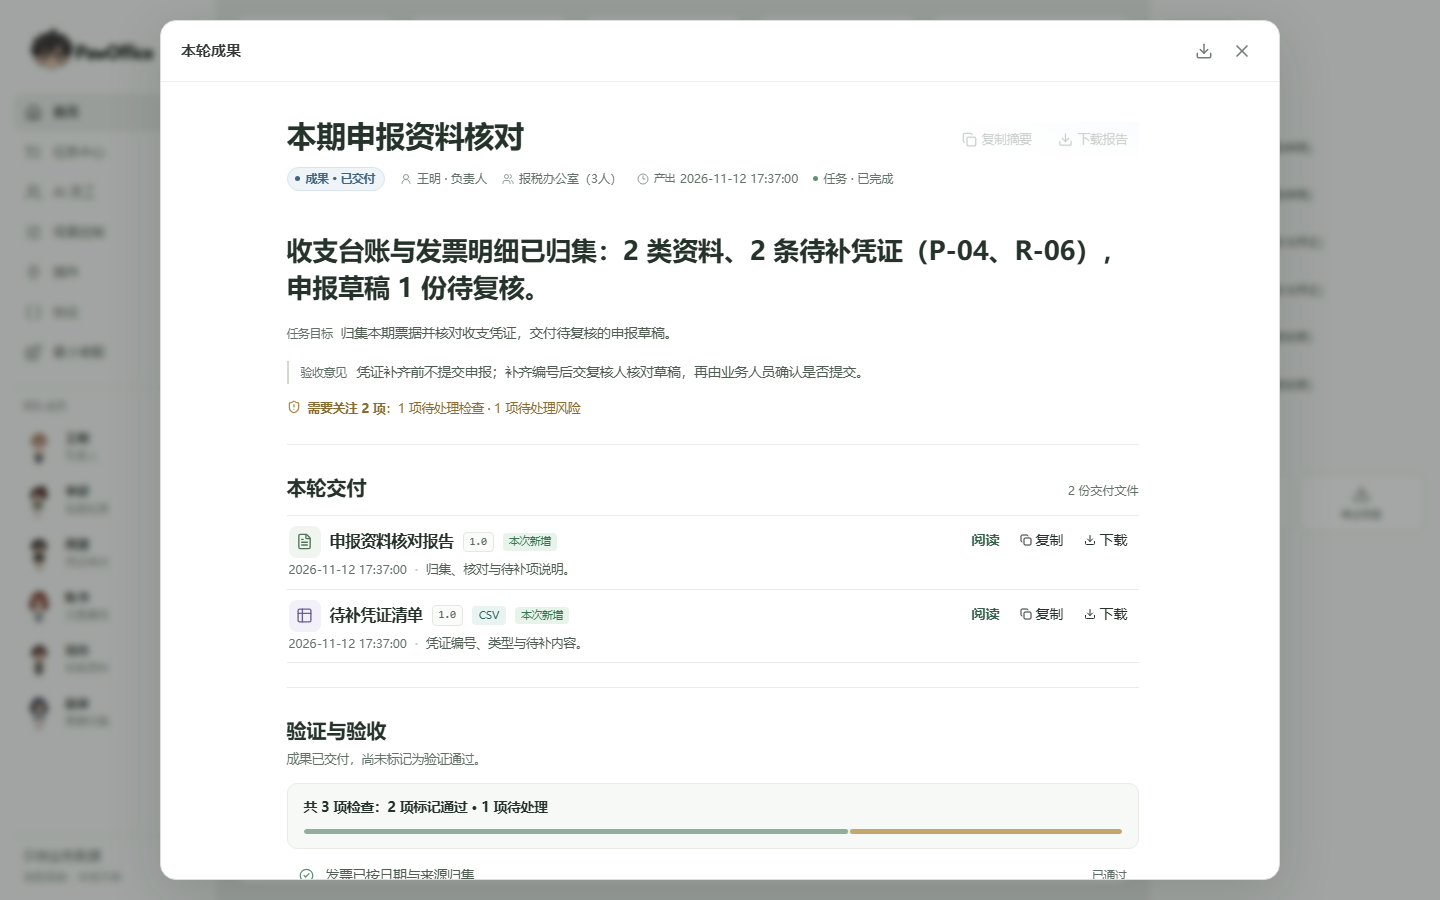 PawOffice
本轮成果
本期申报资料核对
复制摘要 下载报告
成果 • 已交付 王明 · 负责人 报税办公室（3人） 产出 2026-11-12 17:37:00 任务 · 已完成
收支台账与发票明细已归集：2 类资料、2 条待补凭证（P-04、R-06），
申报草稿 1 份待复核。
任务目标 归集本期票据并核对收支凭证，交付待复核的申报草稿。
验收意见 凭证补齐前不提交申报；补齐编号后交复核人核对草稿，再由业务人员确认是否提交。
需要关注 2 项：1 项待处理检查 · 1 项待处理风险
本轮交付 2 份交付文件
申报资料核对报告 1.0 本次新增 阅读 复制 下载
2026-11-12 17:37:00 · 归集、核对与待补项说明。
待补凭证清单 1.0 CSV 本次新增 阅读 复制 下载
2026-11-12 17:37:00 · 凭证编号、类型与待补内容。
验证与验收
成果已交付，尚未标记为验证通过。
共 3 项检查：2 项标记通过 • 1 项待处理
发票已按日期与来源归集 已通过